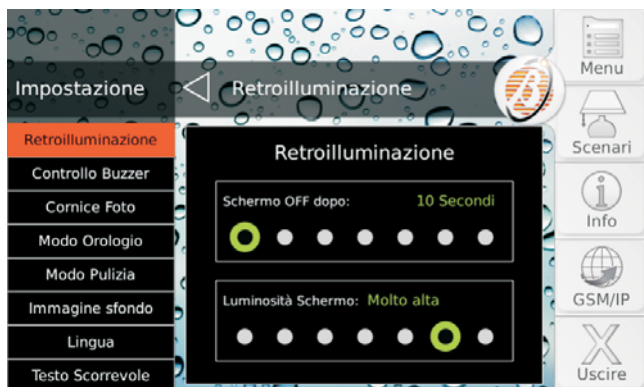 Impostazione
Retroilluminazione
Retroilluminazione
Controllo Buzzer
Cornice Foto
Modo Orologio
Modo Pulizia
Immagine sfondo
Lingua
Testo Scorrevole
Retroilluminazione
Schermo OFF dopo: 10 Secondi
Luminosità Schermo: Molto alta
Menu
Scenari
Info
GSM/IP
Uscire